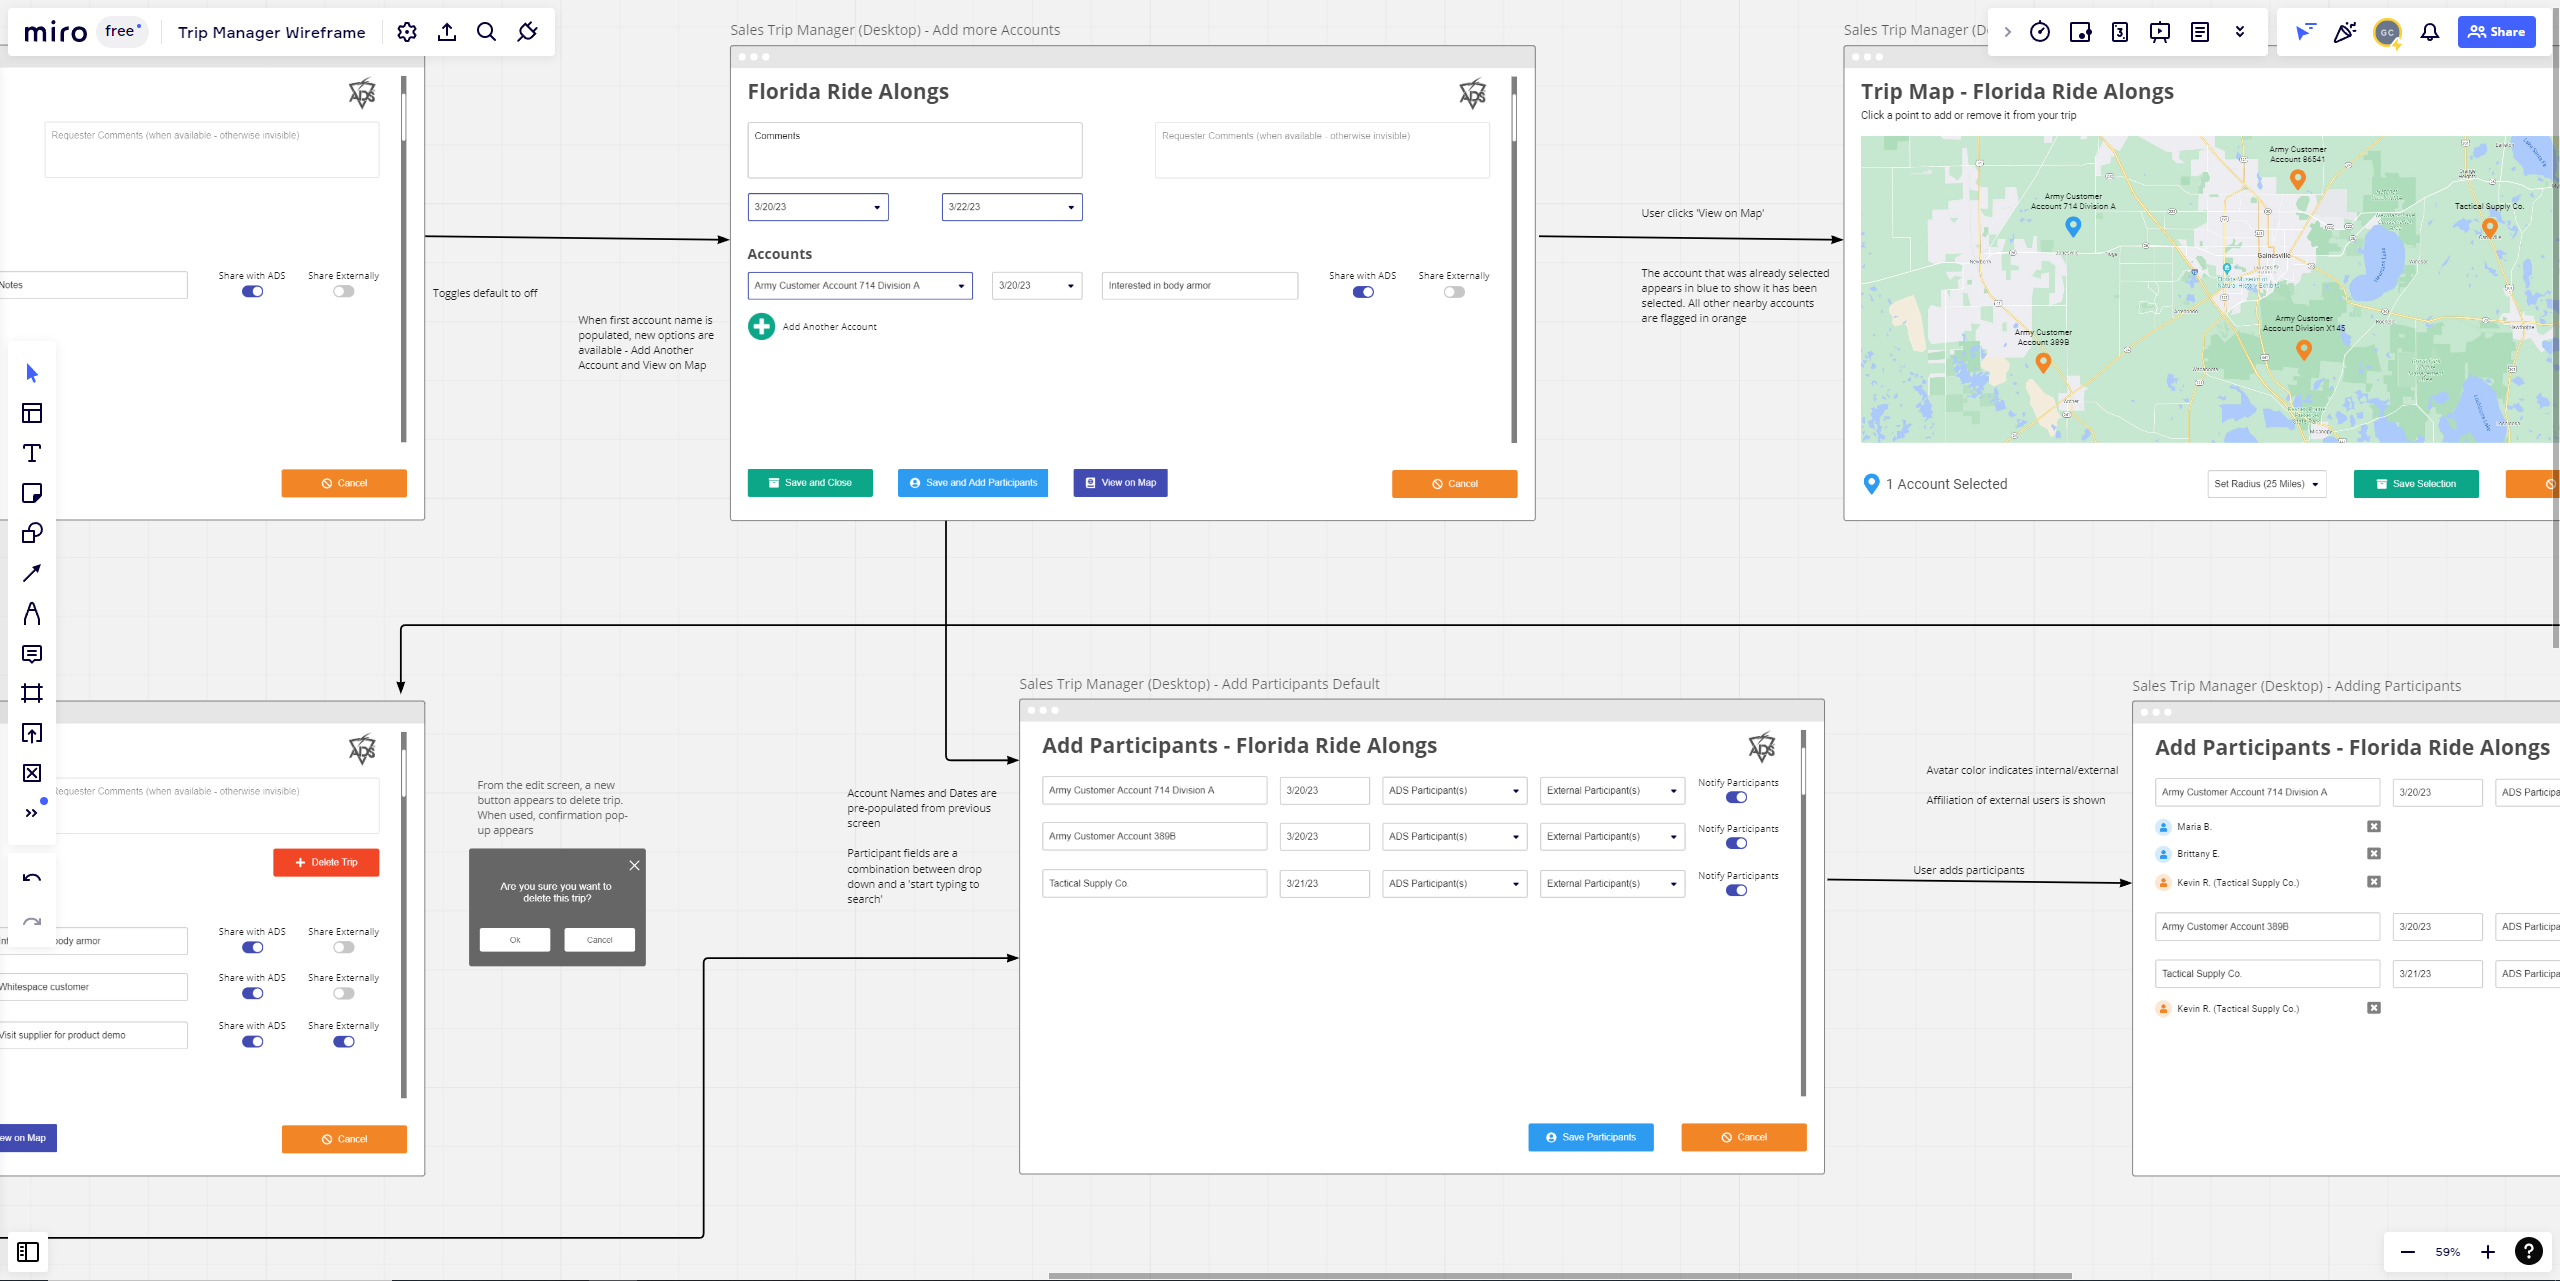 miro
free
Trip Manager Wireframe
Share
Requester Comments (when available - otherwise invisible)
Notes
Share with ADS
Share Externally
Cancel
Toggles default to off
When first account name is
populated, new options are
available - Add Another
Account and View on Map
Sales Trip Manager (Desktop) - Add more Accounts
Florida Ride Alongs
ADS
Comments
Requester Comments (when available - otherwise invisible)
3/20/23
3/22/23
Accounts
Army Customer Account 714 Division A
3/20/23
Interested in body armor
Share with ADS
Share Externally
Add Another Account
Save and Close
Save and Add Participants
View on Map
Cancel
User clicks 'View on Map'
The account that was already selected
appears in blue to show it has been
selected. All other nearby accounts
are flagged in orange
Sales Trip Manager (D
Trip Map - Florida Ride Alongs
Click a point to add or remove it from your trip
Army Customer
Account 86541
Army Customer
Account 714 Division A
Tactical Supply Co.
Gainesville
Army Customer
Account Division X145
Army Customer
Account 389B
Archer
Micanopy
1 Account Selected
Set Radius (25 Miles)
Save Selection
ADS
Requester Comments (when available - otherwise invisible)
Delete Trip
body armor
Share with ADS
Share Externally
Whitespace customer
Share with ADS
Share Externally
Visit supplier for product demo
Share with ADS
Share Externally
ew on Map
Cancel
From the edit screen, a new
button appears to delete trip.
When used, confirmation pop-
up appears
Are you sure you want to
delete this trip?
Ok
Cancel
Account Names and Dates are
pre-populated from previous
screen
Participant fields are a
combination between drop
down and a 'start typing to
search'
Sales Trip Manager (Desktop) - Add Participants Default
Add Participants - Florida Ride Alongs
ADS
Army Customer Account 714 Division A
3/20/23
ADS Participant(s)
External Participant(s)
Notify Participants
Army Customer Account 389B
3/20/23
ADS Participant(s)
External Participant(s)
Notify Participants
Tactical Supply Co.
3/21/23
ADS Participant(s)
External Participant(s)
Notify Participants
Save Participants
Cancel
Avatar color indicates internal/external
Affiliation of external users is shown
User adds participants
Sales Trip Manager (Desktop) - Adding Participants
Add Participants - Florida Ride Alongs
Army Customer Account 714 Division A
3/20/23
ADS Participa
Maria B.
Brittany E.
Kevin R. (Tactical Supply Co.)
Army Customer Account 389B
3/20/23
ADS Participa
Tactical Supply Co.
3/21/23
ADS Participa
Kevin R. (Tactical Supply Co.)
59%